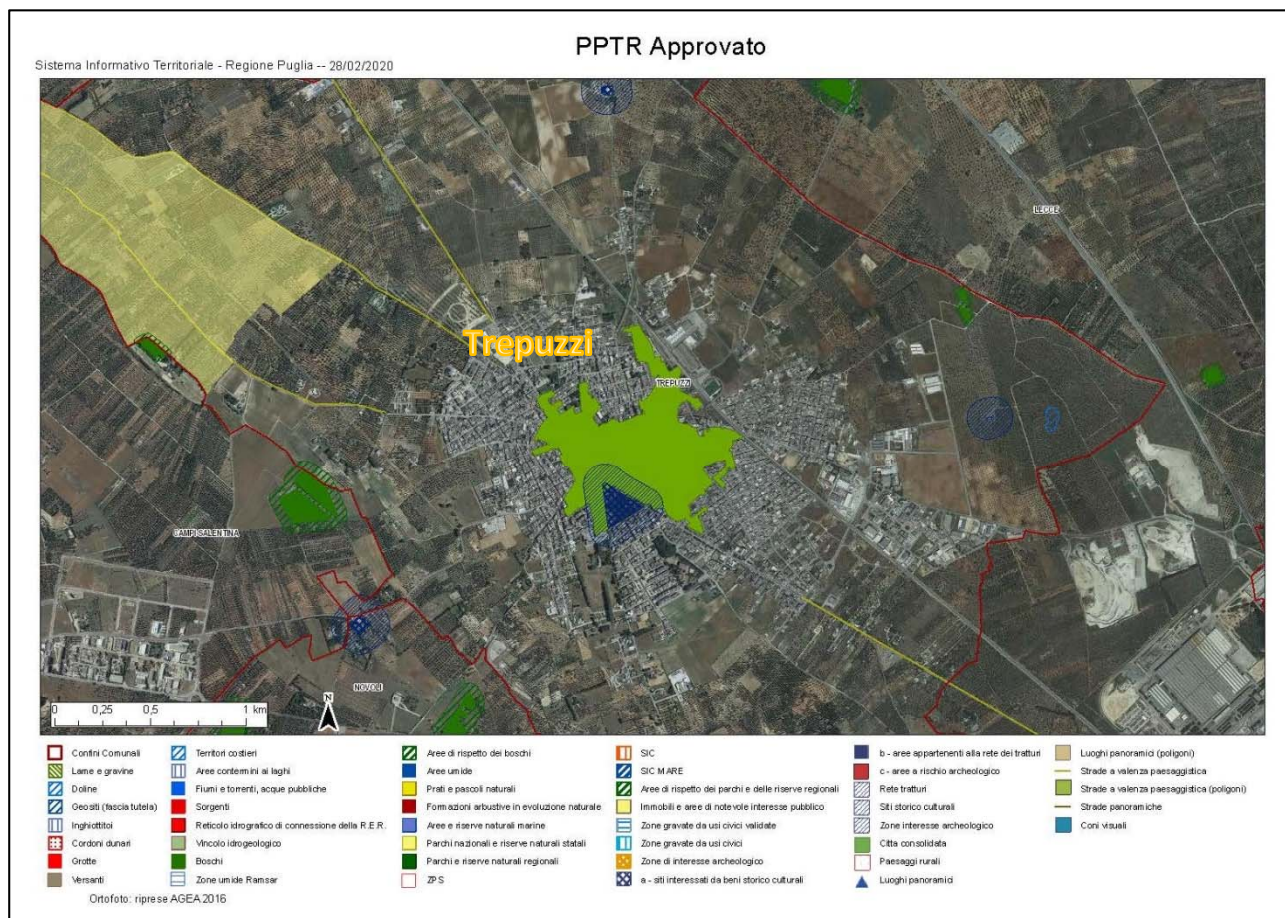 PPTR Approvato
Sistema Informativo Territoriale - Regione Puglia -- 28/02/2020
LECCE
Trepuzzi
TREPUZZI
CAMPI SALENTINA
NOVOLI
N
0 0,25 0,5 1 km
Confini Comunali
Lame e gravine
Doline
Geositi (fascia tutela)
Inghiottitoi
Cordoni dunari
Grotte
Versanti
Territori costieri
Aree contermini ai laghi
Fiumi e torrenti, acque pubbliche
Sorgenti
Reticolo idrografico di connessione della R.E.R.
Vincolo idrogeologico
Boschi
Zone umide Ramsar
Aree di rispetto dei boschi
Aree umide
Prati e pascoli naturali
Formazioni arbustive in evoluzione naturale
Aree e riserve naturali marine
Parchi nazionali e riserve naturali statali
Parchi e riserve naturali regionali
ZPS
SIC
SIC MARE
Aree di rispetto dei parchi e delle riserve regionali
Immobili e aree di notevole interesse pubblico
Zone gravate da usi civici validate
Zone gravate da usi civici
Zone di interesse archeologico
a - siti interessati da beni storico culturali
b - aree appartenenti alla rete dei tratturi
c - aree a rischio archeologico
Rete tratturi
Siti storico culturali
Zone interesse archeologico
Città consolidata
Paesaggi rurali
Luoghi panoramici
Luoghi panoramici (poligoni)
Strade a valenza paesaggistica
Strade a valenza paesaggistica (poligoni)
Strade panoramiche
Coni visuali
Ortofoto: riprese AGEA 2016